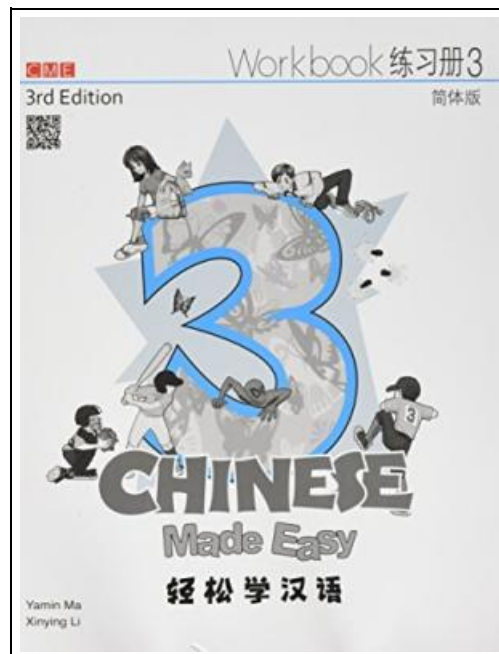 CME
Workbook 练习册3
3rd Edition
简体版
3
3
CHINESE
Made Easy
轻松学汉语
Yamin Ma
Xinying Li